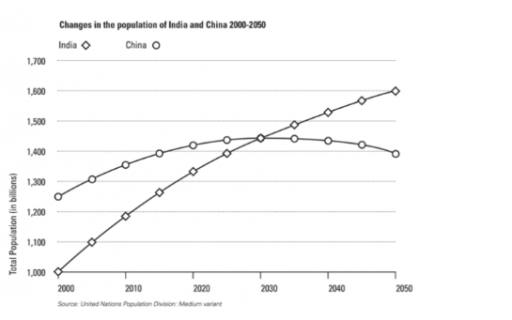 Changes in the population of India and China 2000-2050
India China
1,700
1,600
1,500
1,400
1,300
1,200
1,100
1,000
Total Population (in billions)
2000 2010 2020 2030 2040 2050
Source: United Nations Population Division: Medium variant